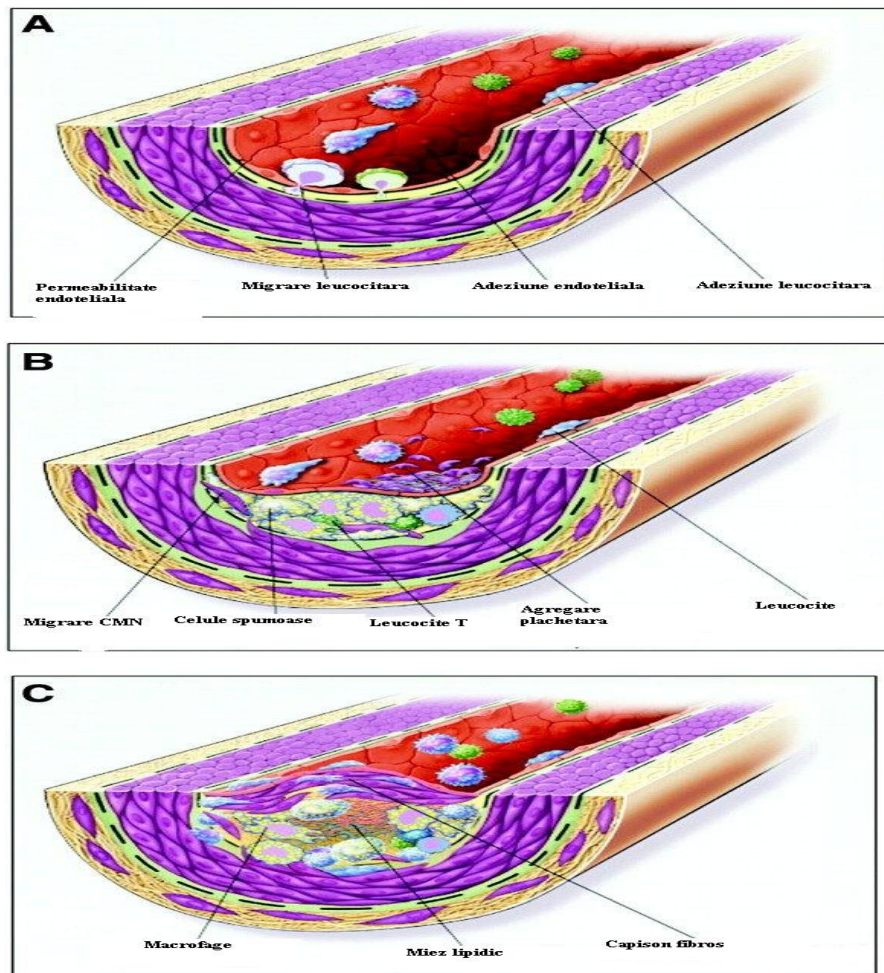 A
Permeabilitate
endoteliala
Migrare leucocitara
Adeziune endoteliala
Adeziune leucocitara
B
Migrare CMN
Celule spumoase
Leucocite T
Agregare
plachetara
Leucocite
C
Macrofage
Miez lipidic
Capison fibros